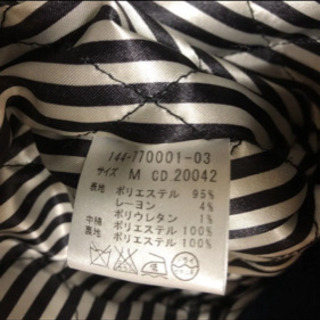 144-770001-03
サイズ M CD 20042
表地 ポリエステル 95%
レーヨン 4%
ポリウレタン 1%
中綿 ポリエステル 100%
裏地 ポリエステル 100%